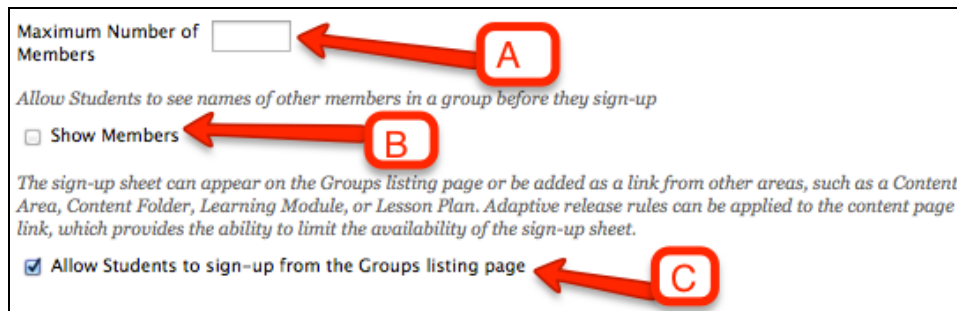 Maximum Number of
Members
A
Allow Students to see names of other members in a group before they sign-up
Show Members
B
The sign-up sheet can appear on the Groups listing page or be added as a link from other areas, such as a Content
Area, Content Folder, Learning Module, or Lesson Plan. Adaptive release rules can be applied to the content page
link, which provides the ability to limit the availability of the sign-up sheet.
Allow Students to sign-up from the Groups listing page
C